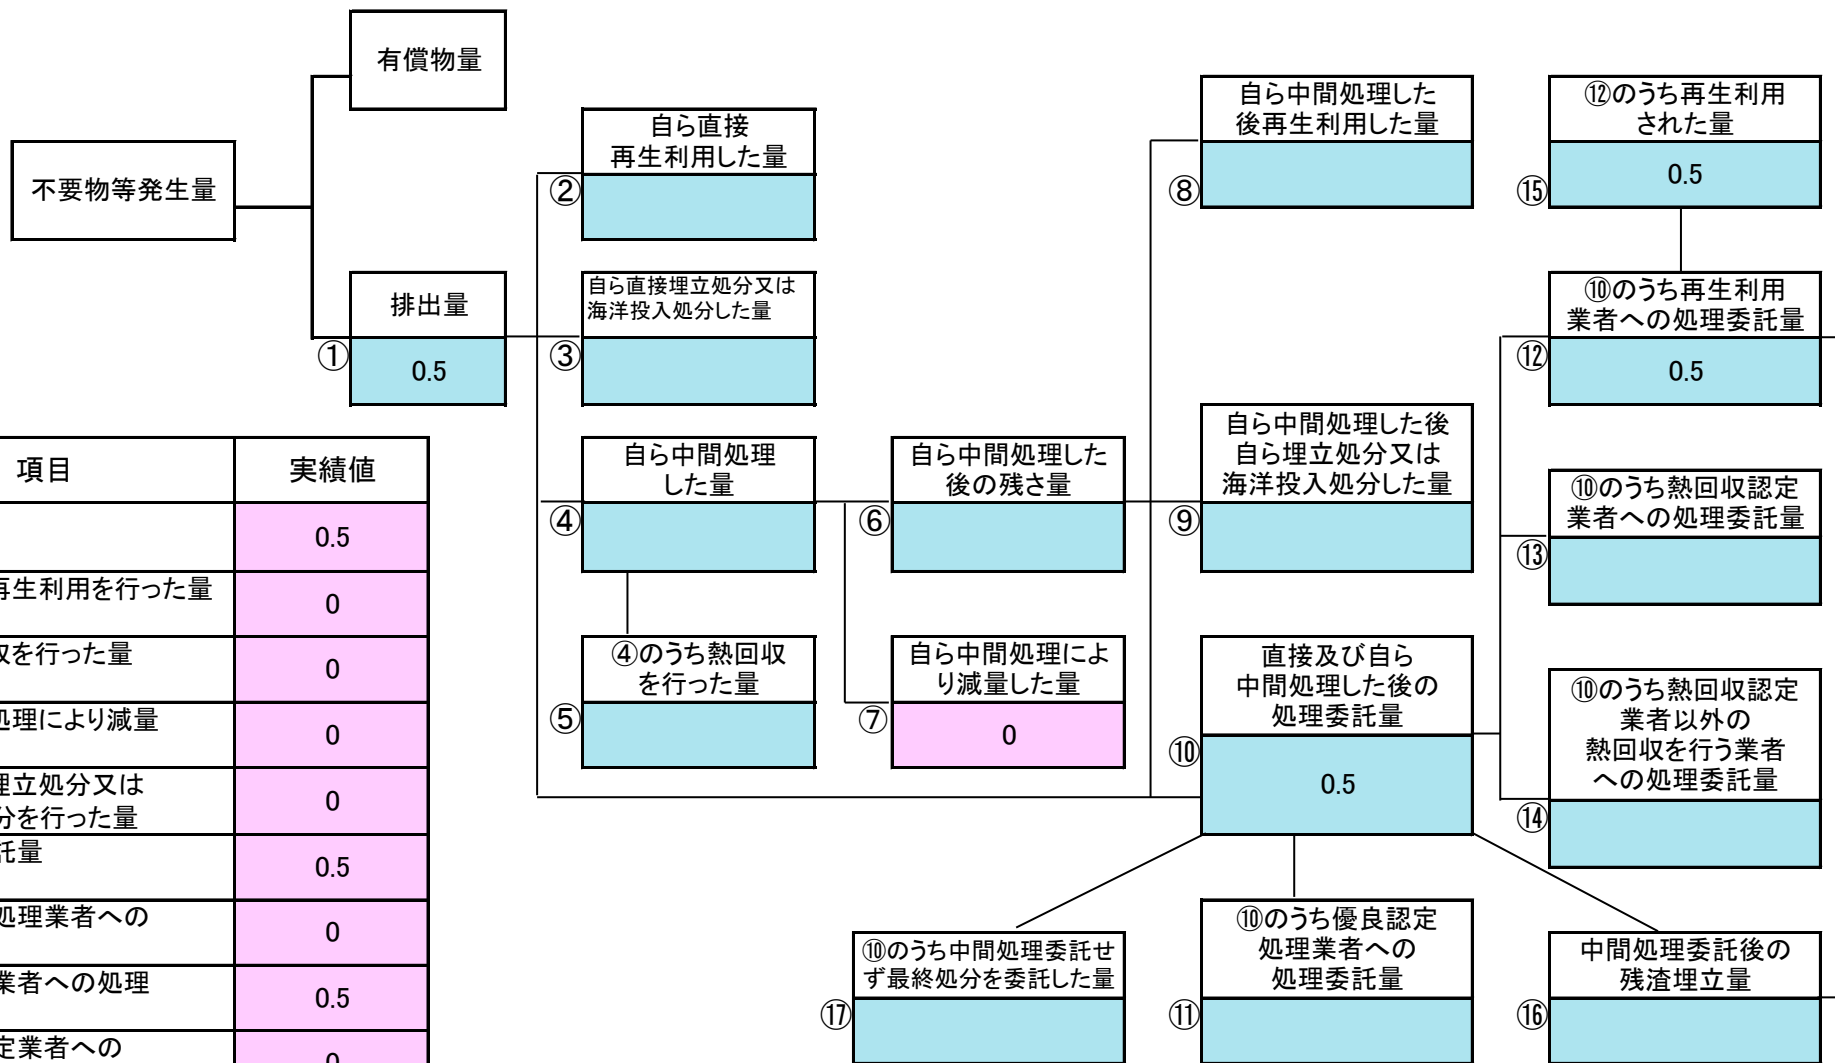 有償物量
不要物等発生量
排出量
①
0.5
自ら直接
再生利用した量
②
自ら直接埋立処分又は
海洋投入処分した量
③
自ら中間処理
した量
④
④のうち熱回収
を行った量
⑤
自ら中間処理した
後の残さ量
⑥
自ら中間処理によ
り減量した量
⑦
0
自ら中間処理した
後再生利用した量
⑧
自ら中間処理した後
自ら埋立処分又は
海洋投入処分した量
⑨
直接及び自ら
中間処理した後の
処理委託量
⑩
0.5
⑫のうち再生利用
された量
⑮
0.5
⑩のうち再生利用
業者への処理委託量
⑫
0.5
⑩のうち熱回収認定
業者への処理委託量
⑬
⑩のうち熱回収認定
業者以外の
熱回収を行う業者
への処理委託量
⑭
⑩のうち中間処理委託せ
ず最終処分を委託した量
⑰
⑩のうち優良認定
処理業者への
処理委託量
⑪
中間処理委託後の
残渣埋立量
⑯
項目
実績値
0.5
再生利用を行った量
0
を行った量
0
処理により減量
0
埋立処分又は
分を行った量
0
託量
0.5
処理業者への
0
業者への処理
0.5
定業者への
0